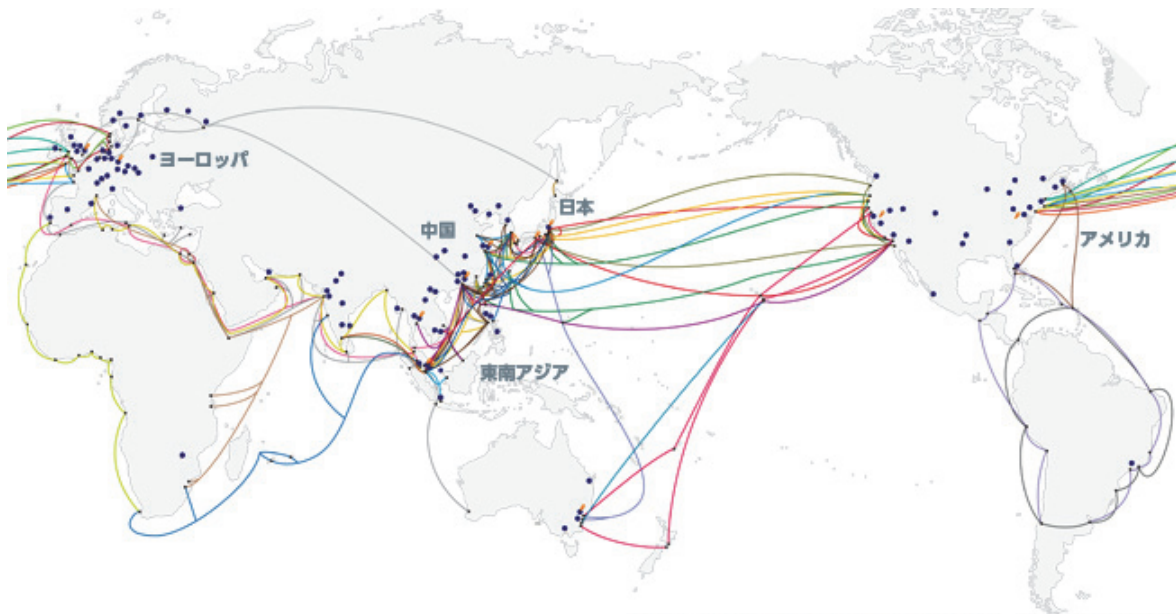 ヨーロッパ
中国
日本
アメリカ
東南アジア